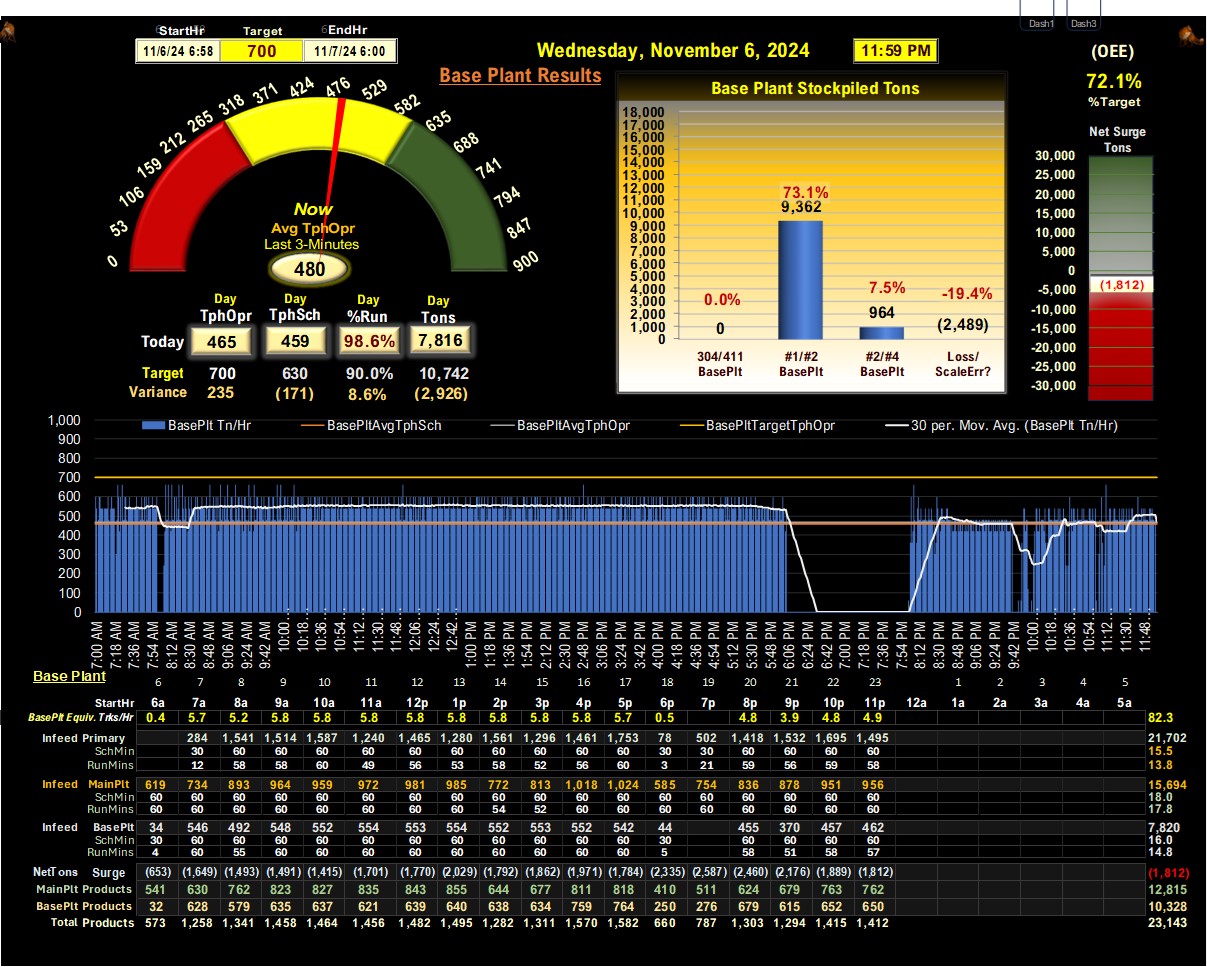 Dash1 Dash3
StartHr Target EndHr
11/6/24 6:58 700 11/7/24 6:00
Wednesday, November 6, 2024 11:59 PM
(OEE)
72.1%
%Target
Base Plant Results
0 53 106 159 212 265 318 371 424 476 529 582 635 688 741 794 847 900
Now
Avg TphOpr
Last 3-Minutes
480
Day Day Day Day
TphOpr TphSch %Run Tons
Today 465 459 98.6% 7,816
Target 700 630 90.0% 10,742
Variance 235 (171) 8.6% (2,926)
Base Plant Stockpiled Tons
18,000
17,000
16,000
15,000
14,000
13,000
12,000
11,000
10,000
9,000
8,000
7,000
6,000
5,000
4,000
3,000
2,000
1,000
0
0.0% 73.1% 7.5% -19.4%
0 9,362 964 (2,489)
304/411 #1/#2 #2/#4 Loss/
BasePlt BasePlt BasePlt ScaleErr?
Net Surge
Tons
30,000
25,000
20,000
15,000
10,000
5,000
0
-5,000
-10,000
-15,000
-20,000
-25,000
-30,000
(1,812)
BasePlt Tn/Hr BasePltAvgTphSch BasePltAvgTphOpr BasePltTargetTphOpr 30 per. Mov. Avg. (BasePlt Tn/Hr)
1,000
900
800
700
600
500
400
300
200
100
0
7:00 AM 7:18 AM 7:36 AM 7:54 AM 8:12 AM 8:30 AM 8:48 AM 9:06 AM 9:24 AM 9:42 AM 10:00... 10:18... 10:36... 10:54... 11:12... 11:30... 11:48... 12:06... 12:24... 12:42... 1:00 PM 1:18 PM 1:36 PM 1:54 PM 2:12 PM 2:30 PM 2:48 PM 3:06 PM 3:24 PM 3:42 PM 4:00 PM 4:18 PM 4:36 PM 4:54 PM 5:12 PM 5:30 PM 5:48 PM 6:06 PM 6:24 PM 6:42 PM 7:00 PM 7:18 PM 7:36 PM 7:54 PM 8:12 PM 8:30 PM 8:48 PM 9:06 PM 9:24 PM 9:42 PM 10:00... 10:18... 10:36... 10:54... 11:12... 11:30... 11:48...
Base Plant 6 7 8 9 10 11 12 13 14 15 16 17 18 19 20 21 22 23 1 2 3 4 5
StartHr 6a 7a 8a 9a 10a 11a 12p 1p 2p 3p 4p 5p 6p 7p 8p 9p 10p 11p 12a 1a 2a 3a 4a 5a
BasePlt Equiv. Trks/Hr 0.4 5.7 5.2 5.8 5.8 5.8 5.8 5.8 5.8 5.8 5.8 5.7 0.5 4.8 3.9 4.8 4.9 82.3
Infeed Primary 284 1,541 1,514 1,587 1,240 1,465 1,280 1,561 1,296 1,461 1,753 78 502 1,418 1,532 1,695 1,495 21,702
SchMin 30 60 60 60 60 60 60 60 60 60 60 30 30 60 60 60 60 15.5
RunMins 12 58 58 60 49 56 53 58 52 56 60 3 21 59 56 59 58 13.8
Infeed MainPlt 619 734 893 964 959 972 981 985 772 813 1,018 1,024 585 754 836 878 951 956 15,694
SchMin 60 60 60 60 60 60 60 60 60 60 60 60 60 60 60 60 60 60 18.0
RunMins 60 60 60 60 60 60 60 60 54 52 60 60 60 60 60 60 60 60 17.8
Infeed BasePlt 34 546 492 548 552 554 553 554 552 553 552 542 44 455 370 457 462 7,820
SchMin 30 60 60 60 60 60 60 60 60 60 60 60 30 60 60 60 60 16.0
RunMins 4 60 55 60 60 60 60 60 60 60 60 60 5 58 51 58 57 14.8
NetTons Surge (653) (1,649) (1,493) (1,491) (1,415) (1,701) (1,770) (2,029) (1,792) (1,862) (1,971) (1,784) (2,335) (2,587) (2,460) (2,176) (1,889) (1,812) (1,812)
MainPlt Products 541 630 762 823 827 835 843 855 644 677 811 818 410 511 624 679 763 762 12,815
BasePlt Products 32 628 579 635 637 621 639 640 638 634 759 764 250 276 679 615 652 650 10,328
Total Products 573 1,258 1,341 1,458 1,464 1,456 1,482 1,495 1,282 1,311 1,570 1,582 660 787 1,303 1,294 1,415 1,412 23,143